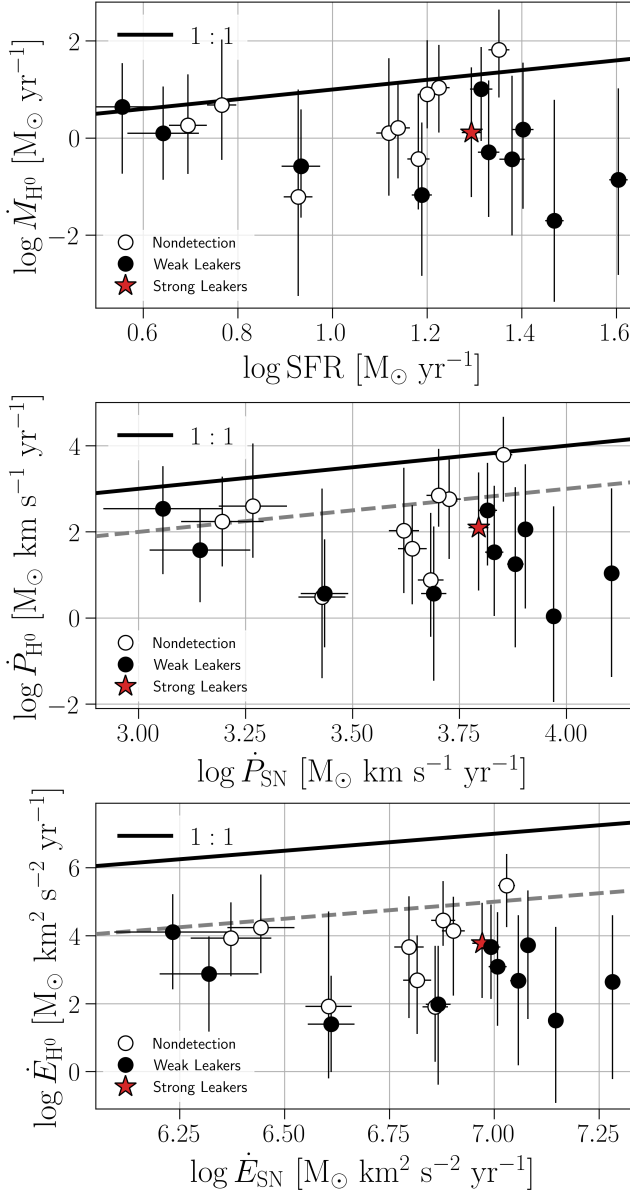 log Ṁ_H⁰ [M⊙ yr⁻¹]
2
0
−2
1 : 1
Nondetection
Weak Leakers
Strong Leakers
0.6 0.8 1.0 1.2 1.4 1.6
log SFR [M⊙ yr⁻¹]
log Ṗ_H⁰ [M⊙ km s⁻¹ yr⁻¹]
4
2
0
−2
1 : 1
Nondetection
Weak Leakers
Strong Leakers
3.00 3.25 3.50 3.75 4.00
log Ṗ_SN [M⊙ km s⁻¹ yr⁻¹]
log Ė_H⁰ [M⊙ km² s⁻² yr⁻¹]
6
4
2
0
1 : 1
Nondetection
Weak Leakers
Strong Leakers
6.25 6.50 6.75 7.00 7.25
log Ė_SN [M⊙ km² s⁻² yr⁻¹]